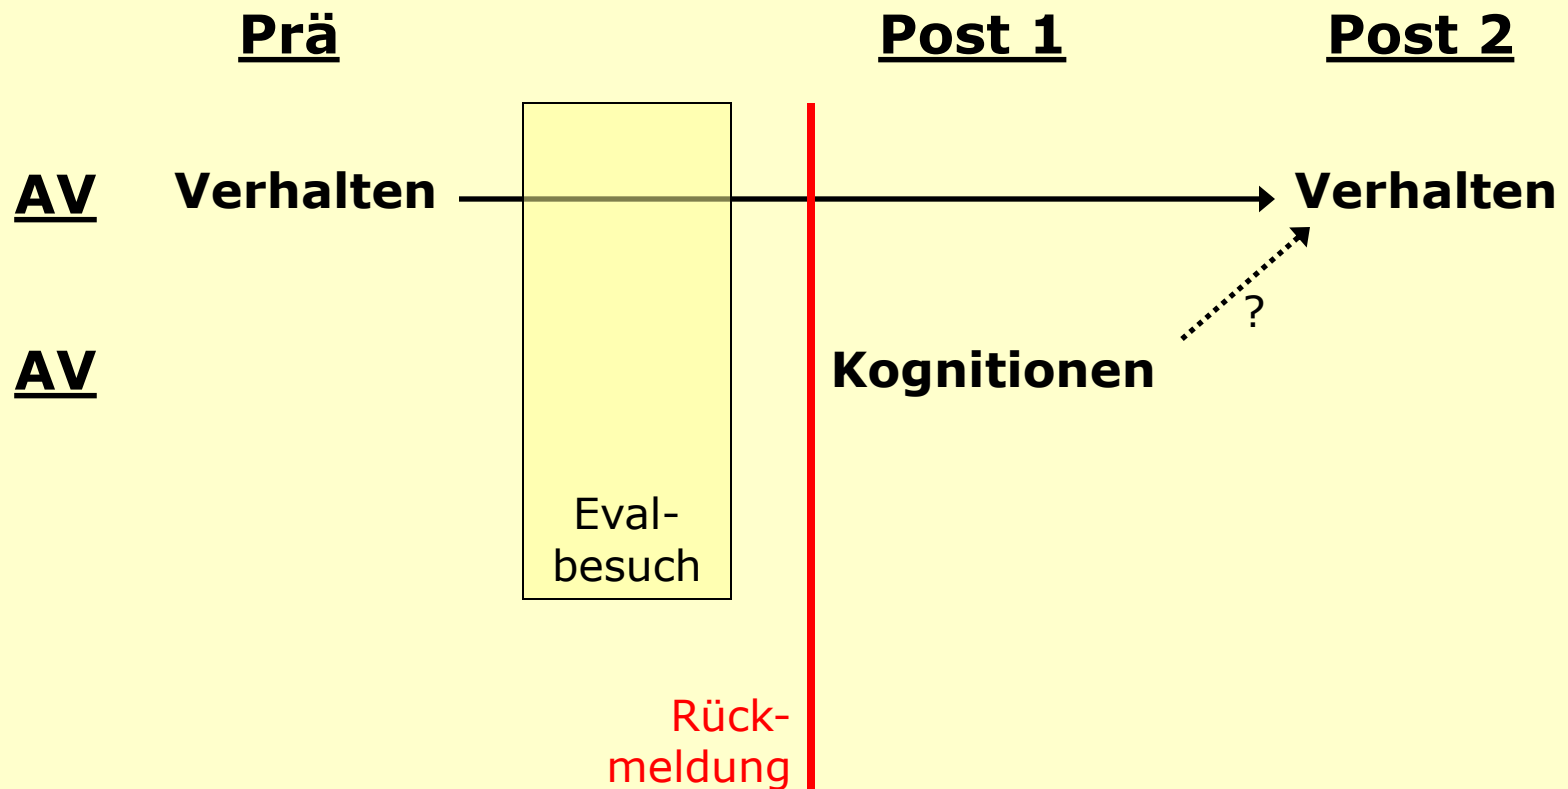 Prä Post 1 Post 2
AV Verhalten Verhalten
?
AV Kognitionen
Eval-
besuch
Rück-
meldung